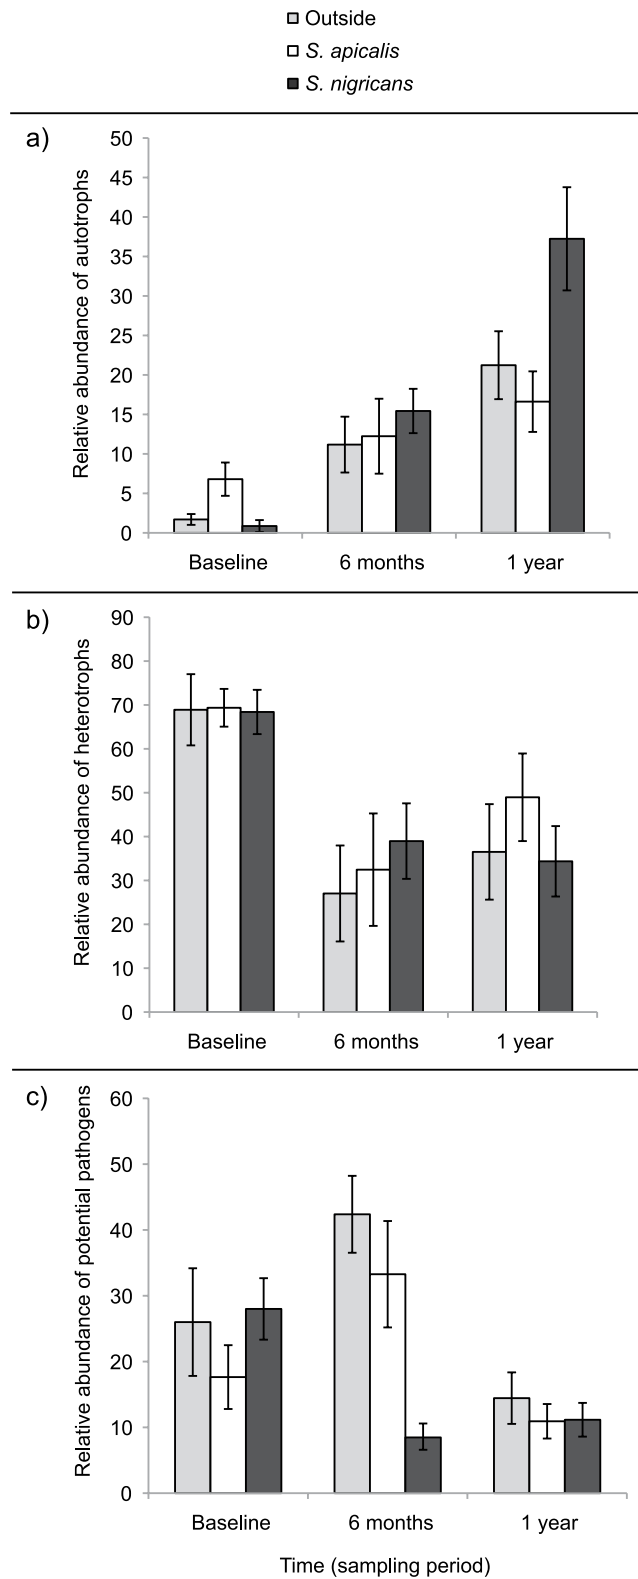 Outside
S. apicalis
S. nigricans
a)
Relative abundance of autotrophs
50
45
40
35
30
25
20
15
10
5
0
Baseline 6 months 1 year
b)
Relative abundance of heterotrophs
90
80
70
60
50
40
30
20
10
0
Baseline 6 months 1 year
c)
Relative abundance of potential pathogens
60
50
40
30
20
10
0
Baseline 6 months 1 year
Time (sampling period)